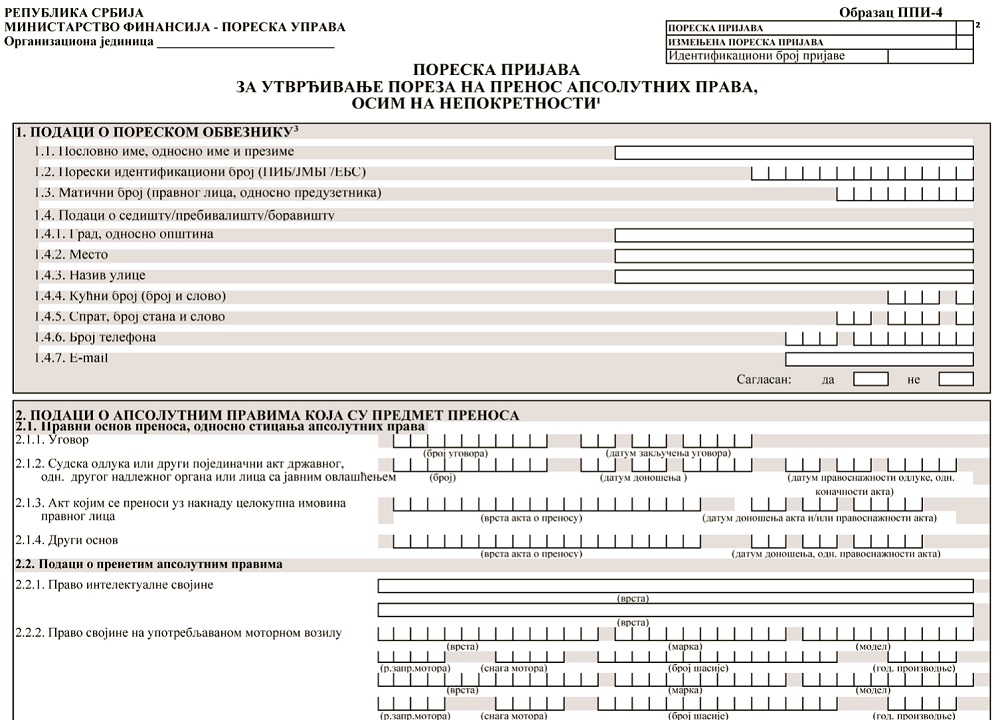 РЕПУБЛИКА СРБИЈА
МИНИСТАРСТВО ФИНАНСИЈА - ПОРЕСКА УПРАВА
Организациона јединица
Образац ППИ-4
ПОРЕСКА ПРИЈАВА
2
ИЗМЕЊЕНА ПОРЕСКА ПРИЈАВА
Идентификациони број пријаве
ПОРЕСКА ПРИЈАВА
ЗА УТВРЂИВАЊЕ ПОРЕЗА НА ПРЕНОС АПСОЛУТНИХ ПРАВА,
ОСИМ НА НЕПОКРЕТНОСТИ¹
1. ПОДАЦИ О ПОРЕСКОМ ОБВЕЗНИКУ³
1.1. Пословно име, односно име и презиме
1.2. Порески идентификациони број (ПИБ/ЈМБГ/ЕБС)
1.3. Матични број (правног лица, односно предузетника)
1.4. Подаци о седишту/пребивалишту/боравишту
1.4.1. Град, односно општина
1.4.2. Место
1.4.3. Назив улице
1.4.4. Кућни број (број и слово)
1.4.5. Спрат, број стана и слово
1.4.6. Број телефона
1.4.7. E-mail
Сагласан: да не
2. ПОДАЦИ О АПСОЛУТНИМ ПРАВИМА КОЈА СУ ПРЕДМЕТ ПРЕНОСА
2.1. Правни основ преноса, односно стицања апсолутних права
2.1.1. Уговор
(број уговора) (датум закључења уговора)
2.1.2. Судска одлука или други појединачни акт државног,
одн. другог надлежног органа или лица са јавним овлашћењем (број) (датум доношења ) (датум правоснажности одлуке, одн.
коначности акта)
2.1.3. Акт којим се преноси уз накнаду целокупна имовина
правног лица (врста акта о преносу) (датум доношења акта и/или правоснажности акта)
2.1.4. Други основ
(врста акта о преносу) (датум доношења, одн. правоснажности акта)
2.2. Подаци о пренетим апсолутним правима
2.2.1. Право интелектуалне својине
(врста)
(врста)
2.2.2. Право својине на употребљаваном моторном возилу
(врста) (марка) (модел)
(р.запр.мотора) (снага мотора) (број шасије) (год. производње)
(врста) (марка) (модел)
(р.запр.мотора) (снага мотора) (број шасије) (год. производње)